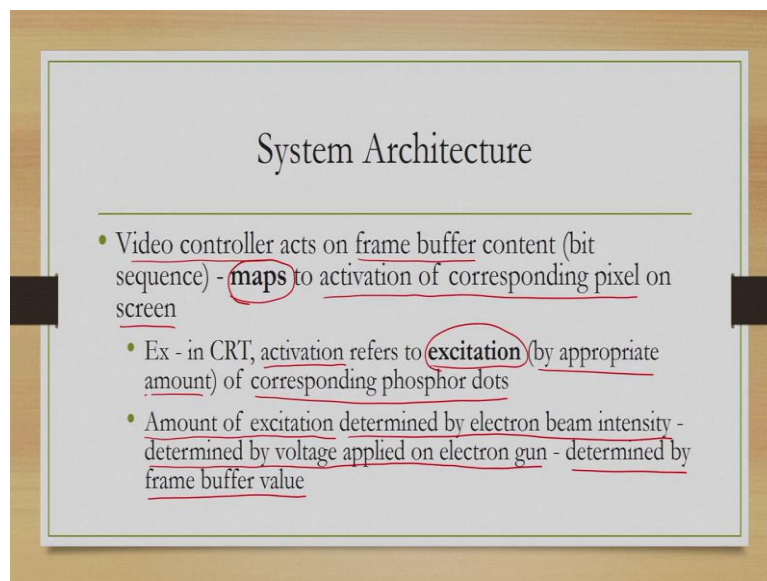 System Architecture
• Video controller acts on frame buffer content (bit
sequence) - maps to activation of corresponding pixel on
screen
• Ex - in CRT, activation refers to excitation (by appropriate
amount) of corresponding phosphor dots
• Amount of excitation determined by electron beam intensity -
determined by voltage applied on electron gun - determined by
frame buffer value